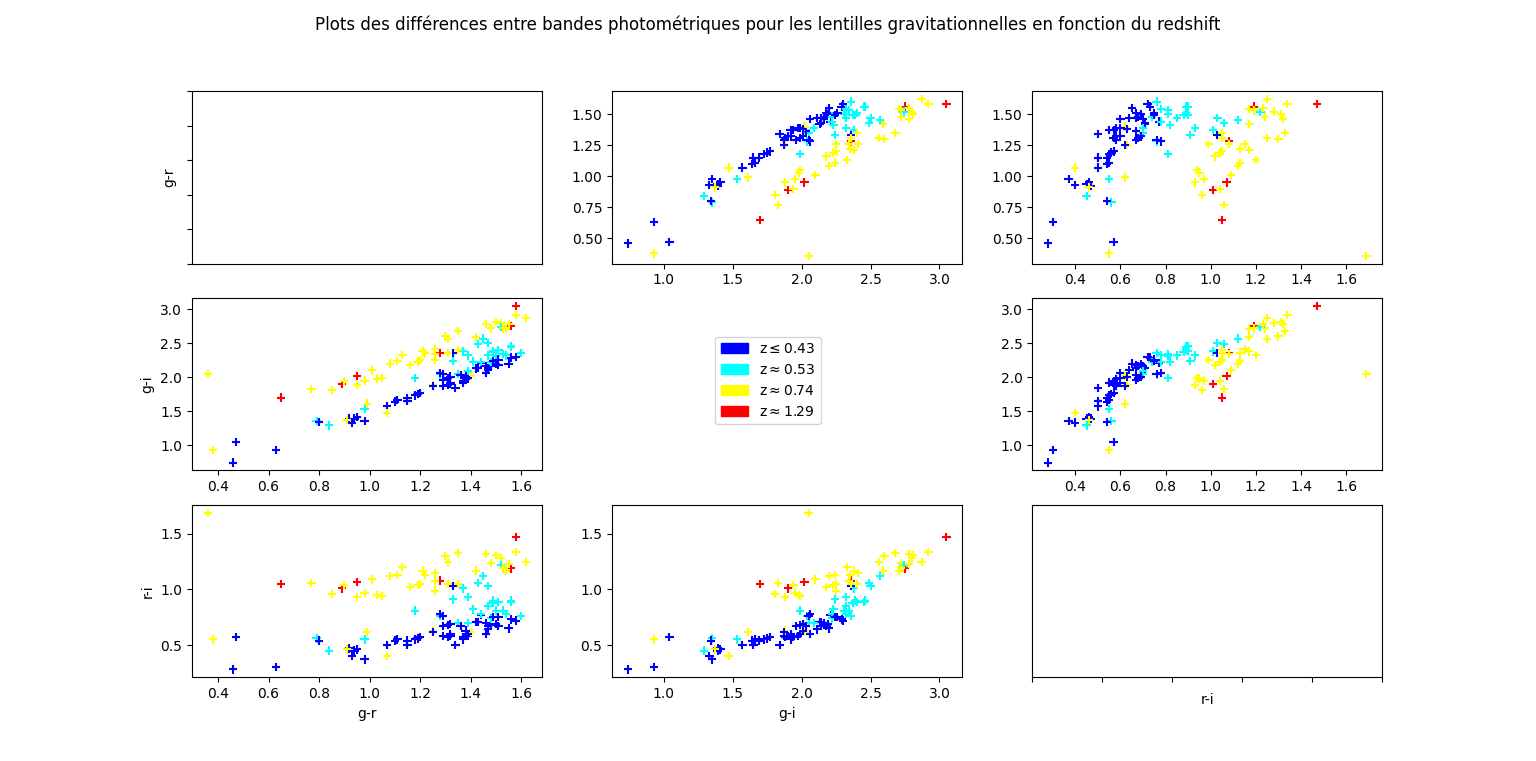 Plots des différences entre bandes photométriques pour les lentilles gravitationnelles en fonction du redshift
g-r
1.50
1.25
1.00
0.75
0.50
1.0 1.5 2.0 2.5 3.0
1.50
1.25
1.00
0.75
0.50
0.4 0.6 0.8 1.0 1.2 1.4 1.6
g-i
3.0
2.5
2.0
1.5
1.0
0.4 0.6 0.8 1.0 1.2 1.4 1.6
z ≤ 0.43
z ≈ 0.53
z ≈ 0.74
z ≈ 1.29
3.0
2.5
2.0
1.5
1.0
0.4 0.6 0.8 1.0 1.2 1.4 1.6
r-i
1.5
1.0
0.5
0.4 0.6 0.8 1.0 1.2 1.4 1.6
g-r
1.5
1.0
0.5
1.0 1.5 2.0 2.5 3.0
g-i
r-i